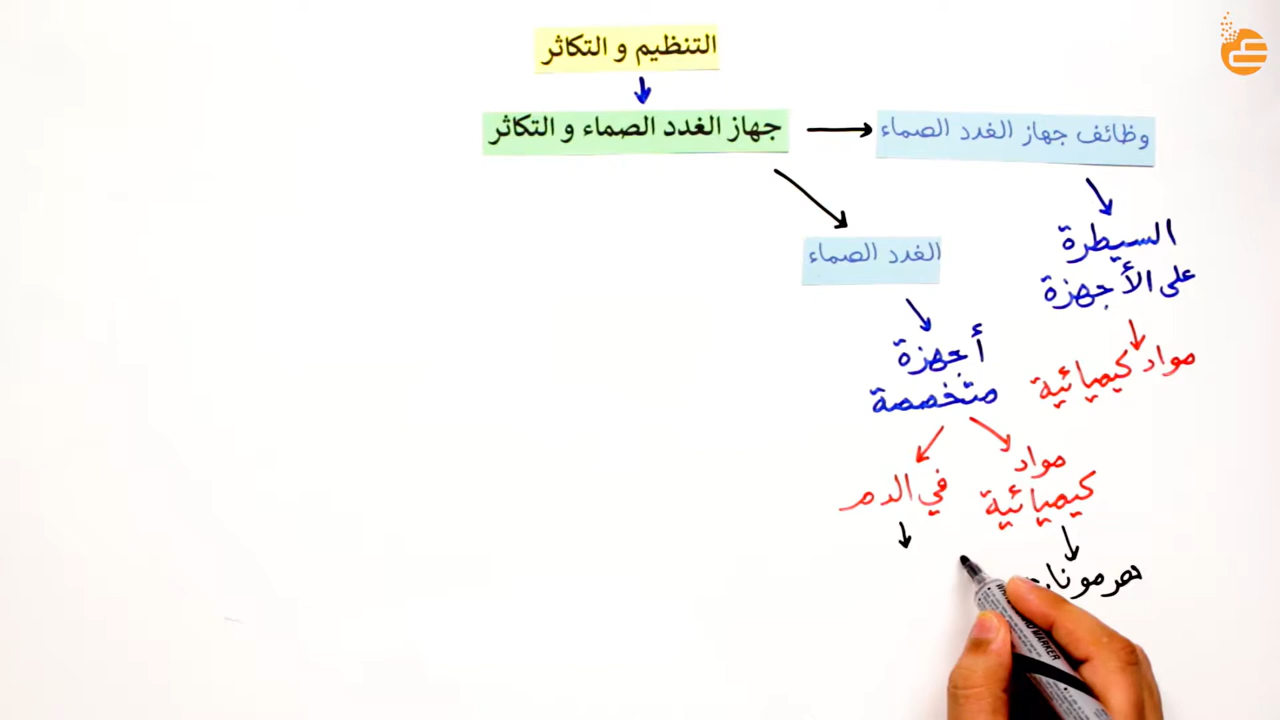 التنظيم و التكاثر
جهاز الغدد الصماء و التكاثر
وظائف جهاز الغدد الصماء
السيطرة
على الأجهزة
مواد كيميائية
الغدد الصماء
أجهزة
متخصصة
مواد
كيميائية
في الدم
هرمونات